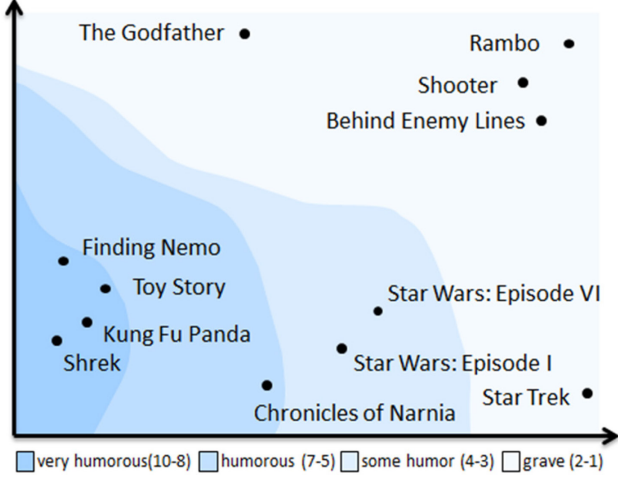 The Godfather
Rambo
Shooter
Behind Enemy Lines
Finding Nemo
Toy Story
Star Wars: Episode VI
Kung Fu Panda
Shrek
Star Wars: Episode I
Star Trek
Chronicles of Narnia
very humorous(10-8) humorous (7-5) some humor (4-3) grave (2-1)